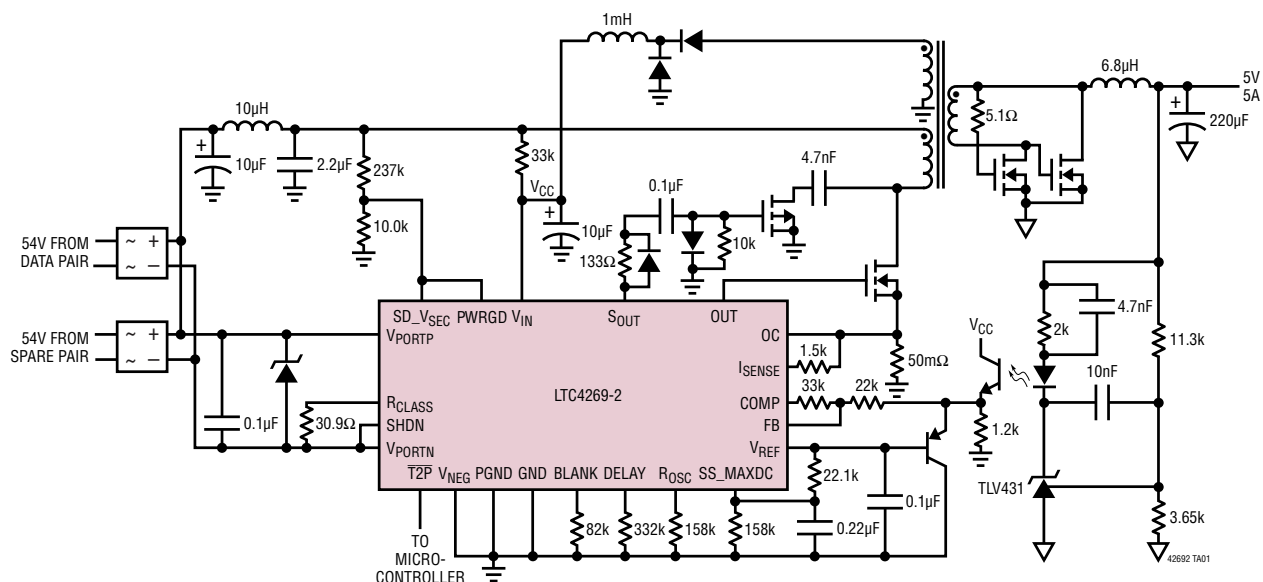 1mH
6.8µH
5V
5A
10µH
5.1Ω
220µF
+
+
10µF
2.2µF
237k
33k
4.7nF
VCC
0.1µF
+
10µF
10.0k
133Ω
10k
54V FROM
DATA PAIR
~ +
~ –
54V FROM
SPARE PAIR
~ +
~ –
SD_VSEC PWRGD VIN SOUT OUT
VPORTP
OC
ISENSE
1.5k
50mΩ
VCC
2k
4.7nF
11.3k
10nF
LTC4269-2
33k
22k
COMP
FB
RCLASS
30.9Ω
SHDN
0.1µF
VPORTN
VREF
1.2k
T2P VNEG PGND GND BLANK DELAY ROSC SS_MAXDC
22.1k
0.1µF
TLV431
82k
332k
158k
158k
0.22µF
3.65k
TO
MICRO-
CONTROLLER
42692 TA01